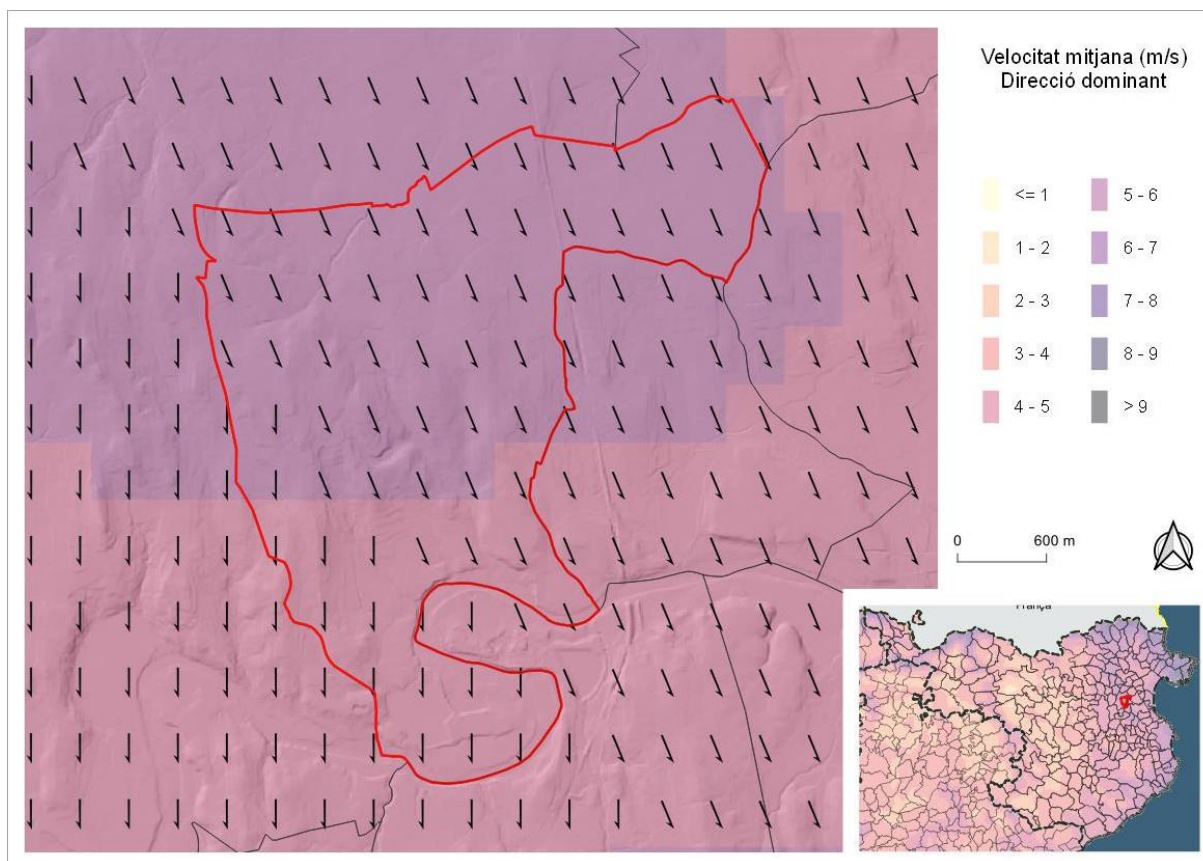 Velocitat mitjana (m/s)
Direcció dominant
<= 1
1 - 2
2 - 3
3 - 4
4 - 5
5 - 6
6 - 7
7 - 8
8 - 9
> 9
0
600 m
França